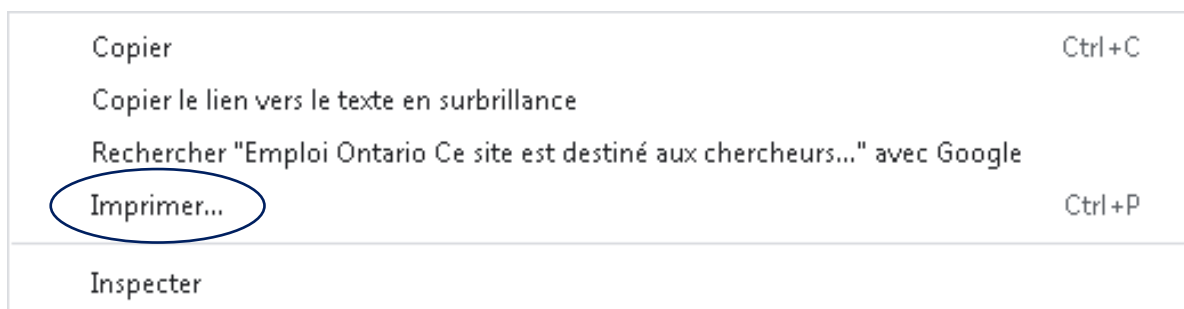 Copier Ctrl+C
Copier le lien vers le texte en surbrillance
Rechercher "Emploi Ontario Ce site est destiné aux chercheurs..." avec Google
Imprimer... Ctrl+P
Inspecter